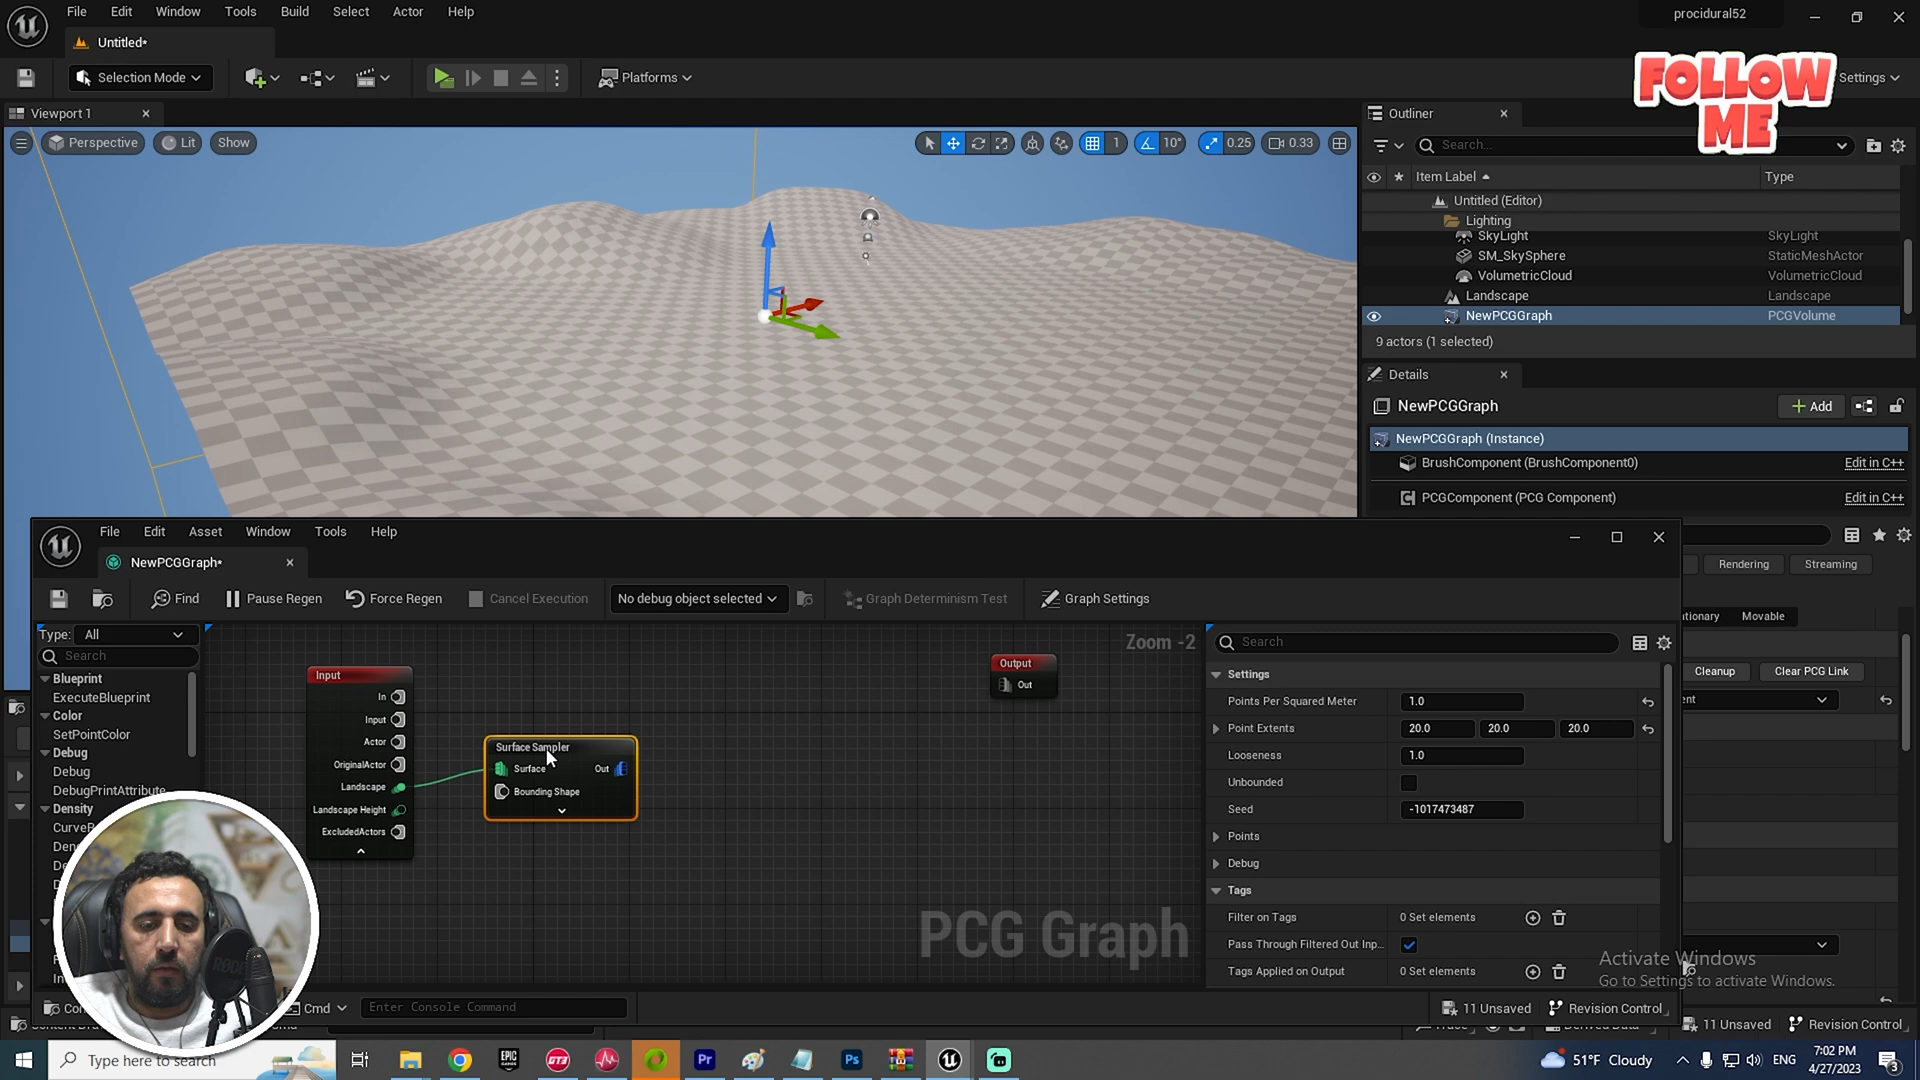 File Edit Window Tools Build Select Actor Help
procidural52
Untitled*
Selection Mode
Platforms
FOLLOW
ME
Settings
Viewport 1
Perspective
Lit
Show
1
10°
0.25
0.33
Outliner
Search...
Item Label
Type
Untitled (Editor)
Lighting
SkyLight SkyLight
SM_SkySphere StaticMeshActor
VolumetricCloud VolumetricCloud
Landscape Landscape
NewPCGGraph PCGVolume
9 actors (1 selected)
Details
NewPCGGraph
Add
NewPCGGraph (Instance)
BrushComponent (BrushComponent0) Edit in C++
PCGComponent (PCG Component) Edit in C++
Rendering Streaming
tionary Movable
Cleanup Clear PCG Link
ent
File Edit Asset Window Tools Help
NewPCGGraph*
Find
Pause Regen
Force Regen
Cancel Execution
No debug object selected
Graph Determinism Test
Graph Settings
Type: All
Search
Blueprint
ExecuteBlueprint
Color
SetPointColor
Debug
Debug
DebugPrintAttribute
Density
CurveR
Den
Zoom -2
Input
In
Input
Actor
OriginalActor
Landscape
Landscape Height
ExcludedActors
Surface Sampler
Surface Out
Bounding Shape
Output
Out
PCG Graph
Search
Settings
Points Per Squared Meter 1.0
Point Extents 20.0 20.0 20.0
Looseness 1.0
Unbounded
Seed -1017473487
Points
Debug
Tags
Filter on Tags 0 Set elements
Pass Through Filtered Out Inp...
Tags Applied on Output 0 Set elements
Activate Windows
Go to Settings to activate Windows.
Cmd
Enter Console Command
11 Unsaved
Revision Control
11 Unsaved
Revision Control
Type here to search
51°F Cloudy
ENG
7:02 PM
4/27/2023
3